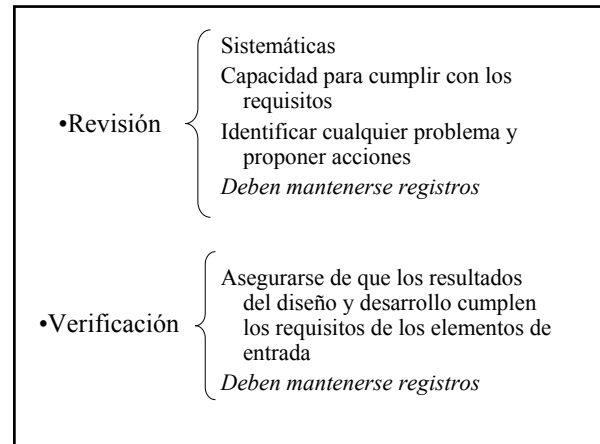 •Revisión
Sistemáticas
Capacidad para cumplir con los
requisitos
Identificar cualquier problema y
proponer acciones
Deben mantenerse registros
•Verificación
Asegurarse de que los resultados
del diseño y desarrollo cumplen
los requisitos de los elementos de
entrada
Deben mantenerse registros